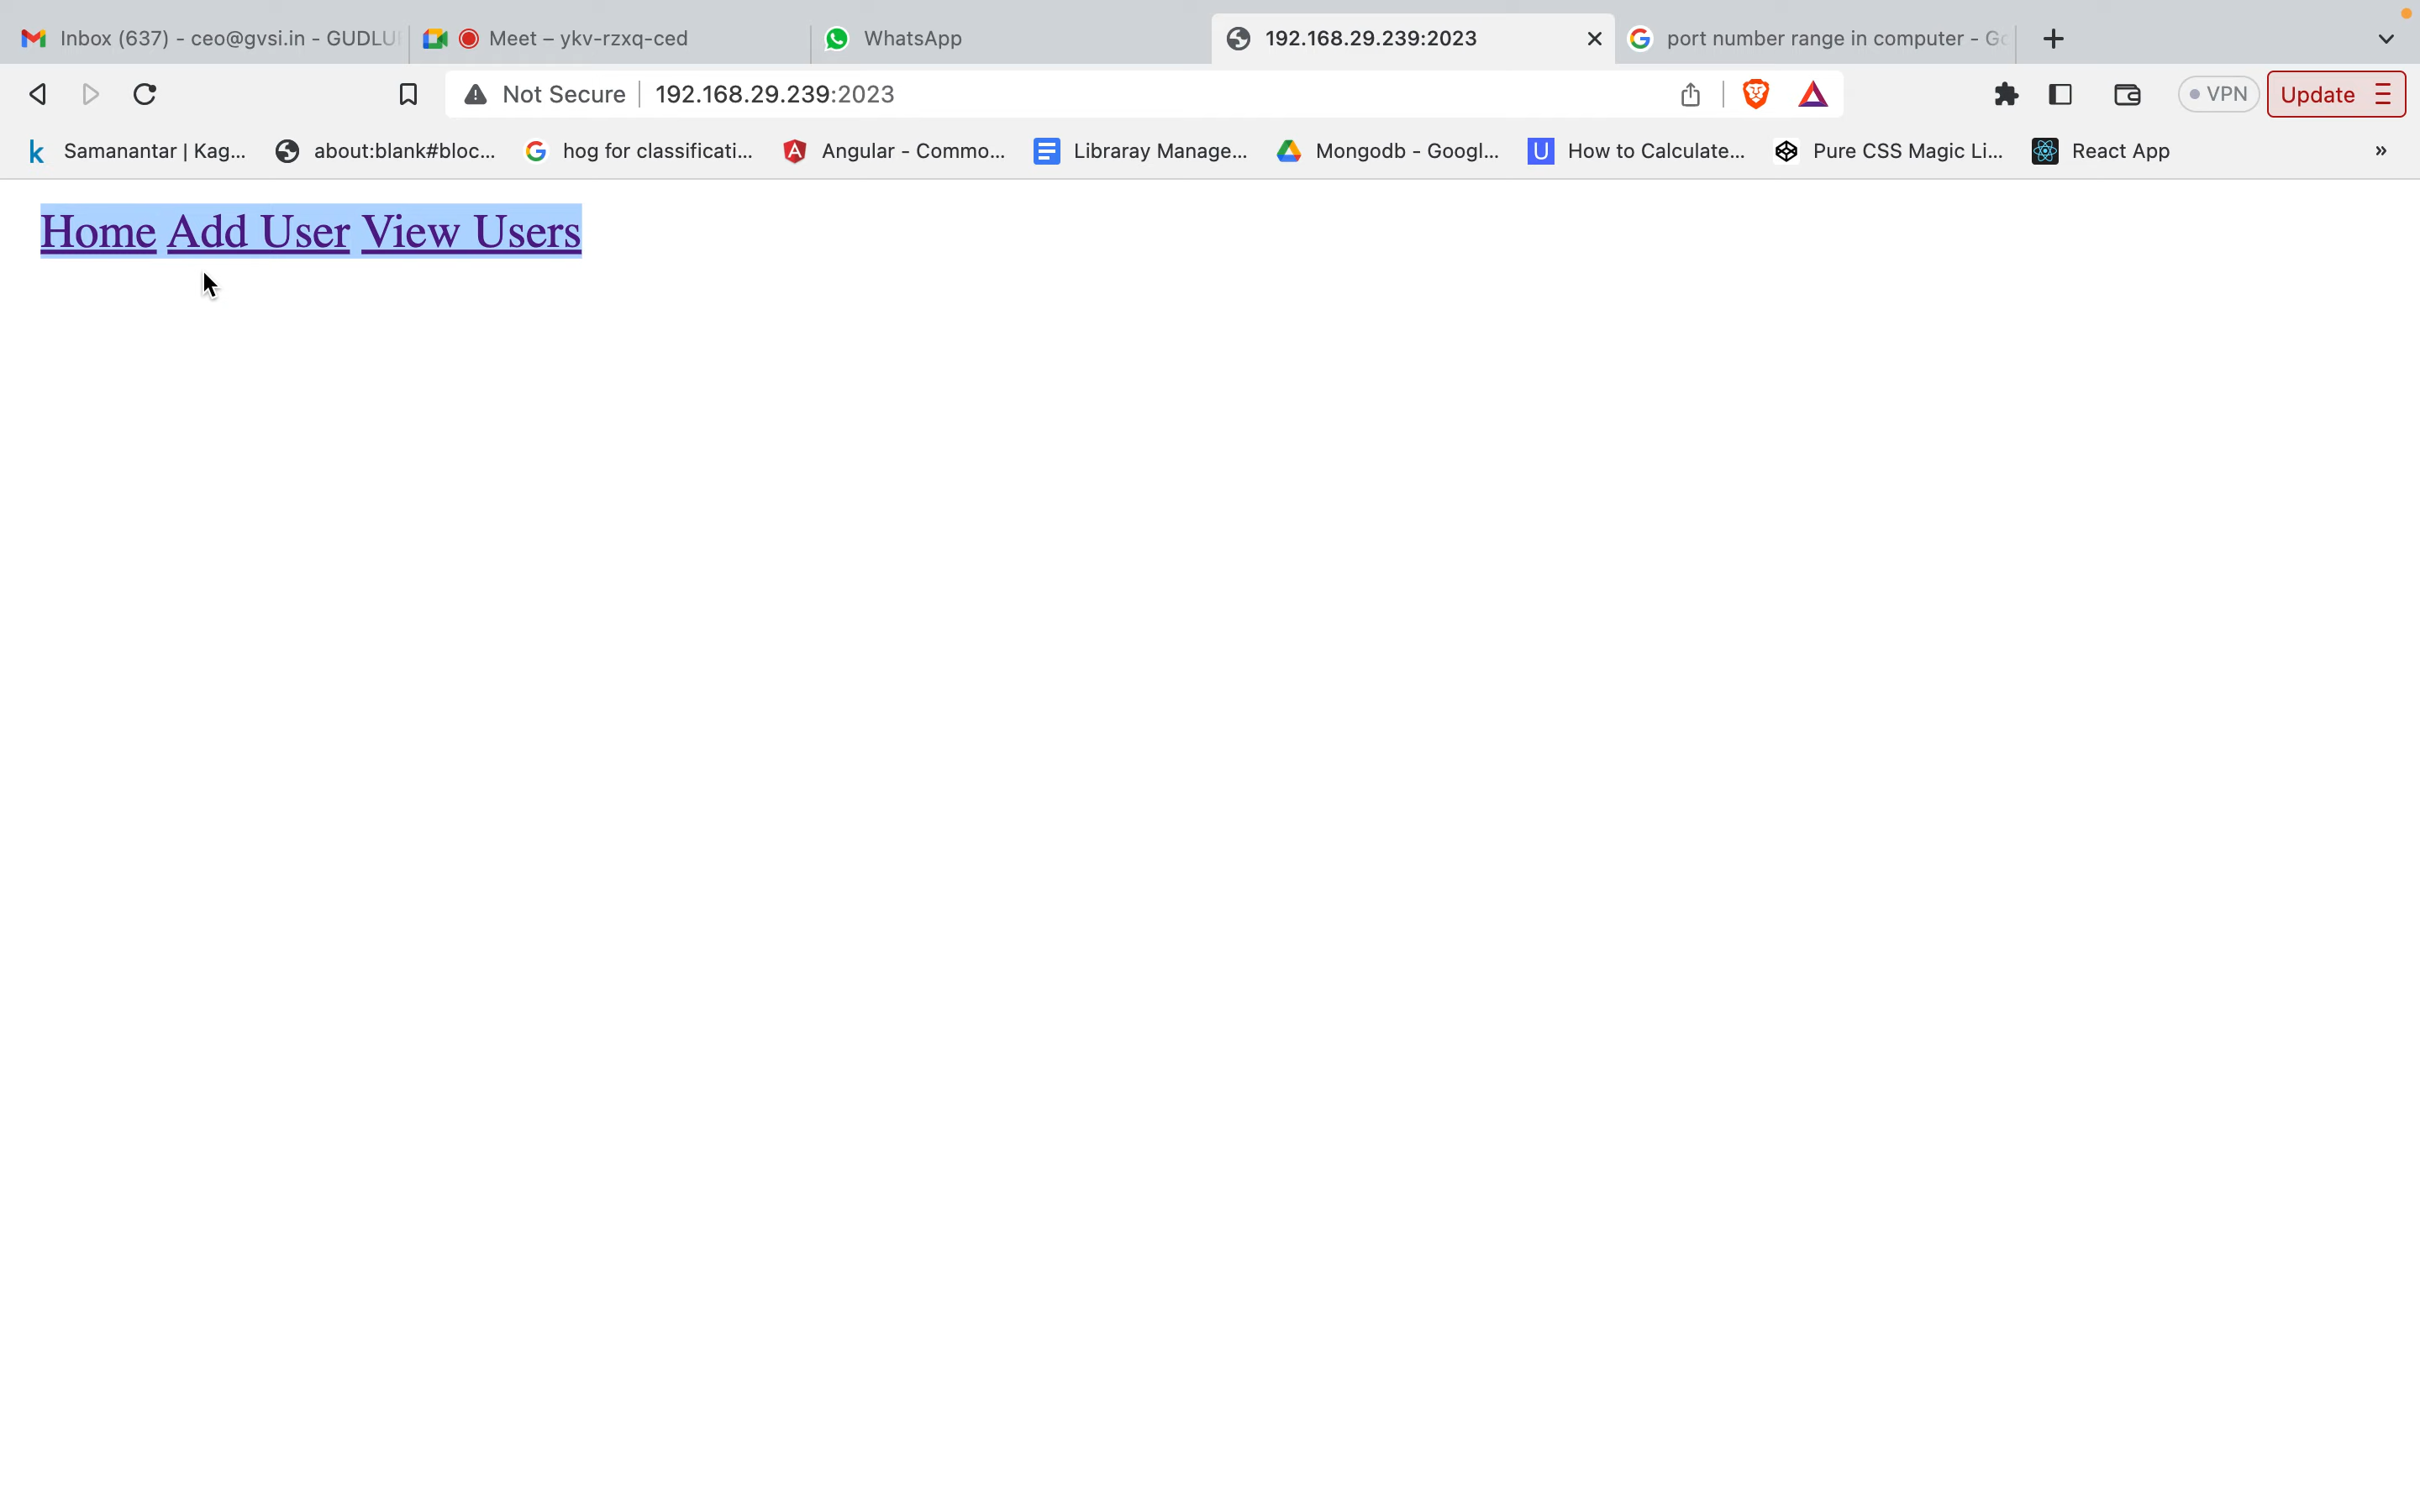 Inbox (637) - ceo@gvsi.in - GUDLU
Meet – ykv-rzxq-ced
WhatsApp
192.168.29.239:2023
port number range in computer - Go
Not Secure
192.168.29.239:2023
VPN
Update
Samanantar | Kag...
about:blank#bloc...
hog for classificati...
Angular - Commo...
Libraray Manage...
Mongodb - Googl...
U
How to Calculate...
Pure CSS Magic Li...
React App
Home Add User View Users